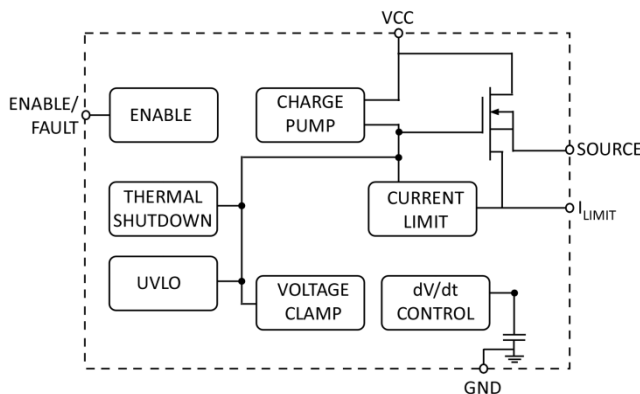 VCC
ENABLE/
FAULT
ENABLE
CHARGE
PUMP
SOURCE
THERMAL
SHUTDOWN
CURRENT
LIMIT
ILIMIT
UVLO
VOLTAGE
CLAMP
dV/dt
CONTROL
GND